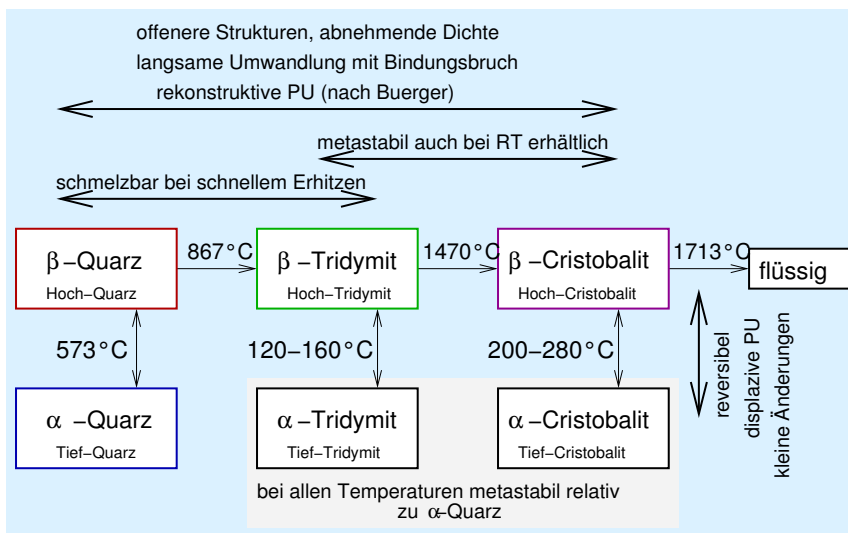 offenere Strukturen, abnehmende Dichte
langsame Umwandlung mit Bindungsbruch
rekonstruktive PU (nach Buerger)
metastabil auch bei RT erhältlich
schmelzbar bei schnellem Erhitzen
β−Quarz
Hoch−Quarz
867°C
β−Tridymit
Hoch−Tridymit
1470°C
β−Cristobalit
Hoch−Cristobalit
1713°C
flüssig
573°C
120−160°C
200−280°C
reversibel
displazive PU
kleine Änderungen
α −Quarz
Tief−Quarz
α−Tridymit
Tief−Tridymit
α−Cristobalit
Tief−Cristobalit
bei allen Temperaturen metastabil relativ
zu α−Quarz